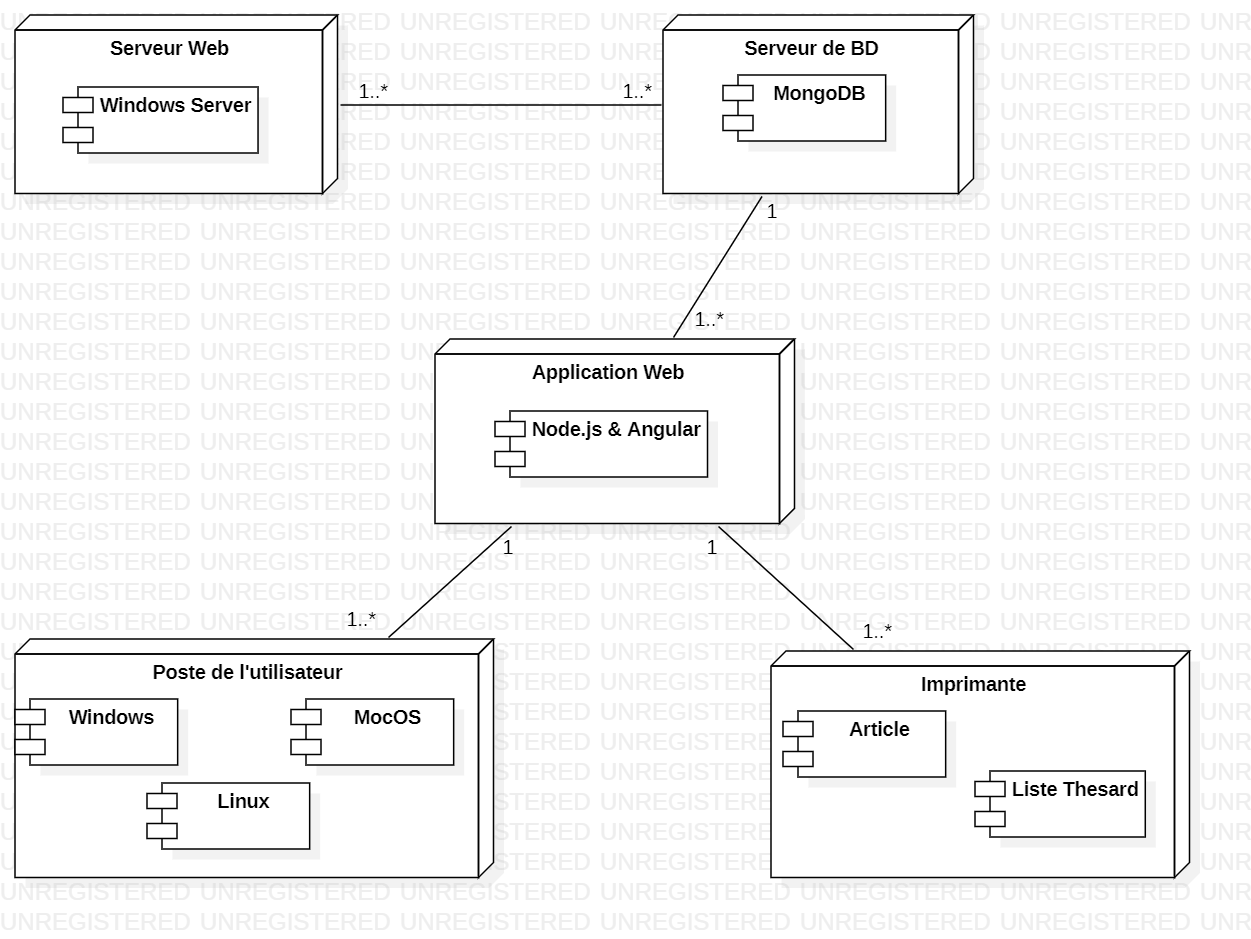 Serveur Web
Windows Server
1..*
1..*
Serveur de BD
MongoDB
1
1..*
Application Web
Node.js & Angular
1
1
1..*
1..*
Poste de l'utilisateur
Windows
MocOS
Linux
Imprimante
Article
Liste Thesard
UNREGISTERED